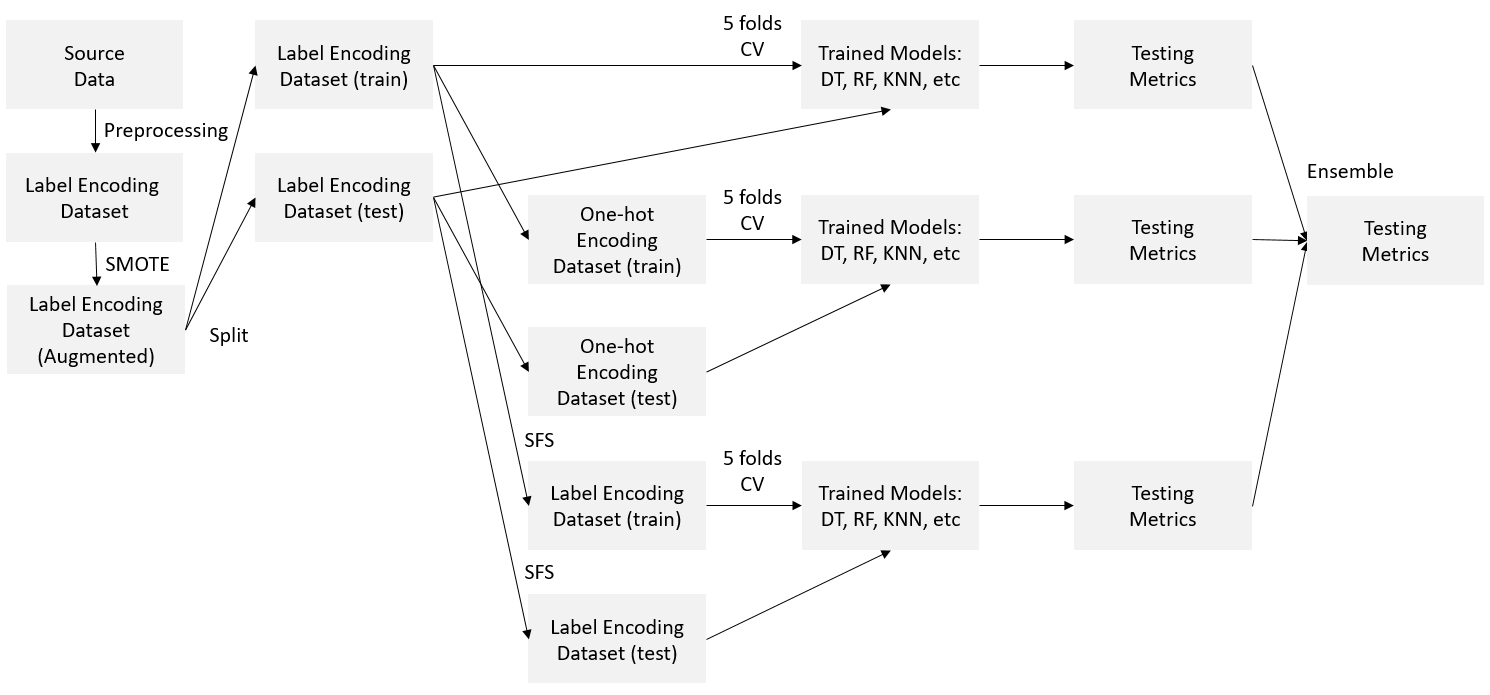 Source
Data
Preprocessing
Label Encoding
Dataset
SMOTE
Label Encoding
Dataset
(Augmented)
Split
Label Encoding
Dataset (train)
Label Encoding
Dataset (test)
5 folds
CV
Trained Models:
DT, RF, KNN, etc
Testing
Metrics
One-hot
Encoding
Dataset (train)
5 folds
CV
Trained Models:
DT, RF, KNN, etc
Testing
Metrics
One-hot
Encoding
Dataset (test)
SFS
Label Encoding
Dataset (train)
5 folds
CV
Trained Models:
DT, RF, KNN, etc
Testing
Metrics
SFS
Label Encoding
Dataset (test)
Ensemble
Testing
Metrics